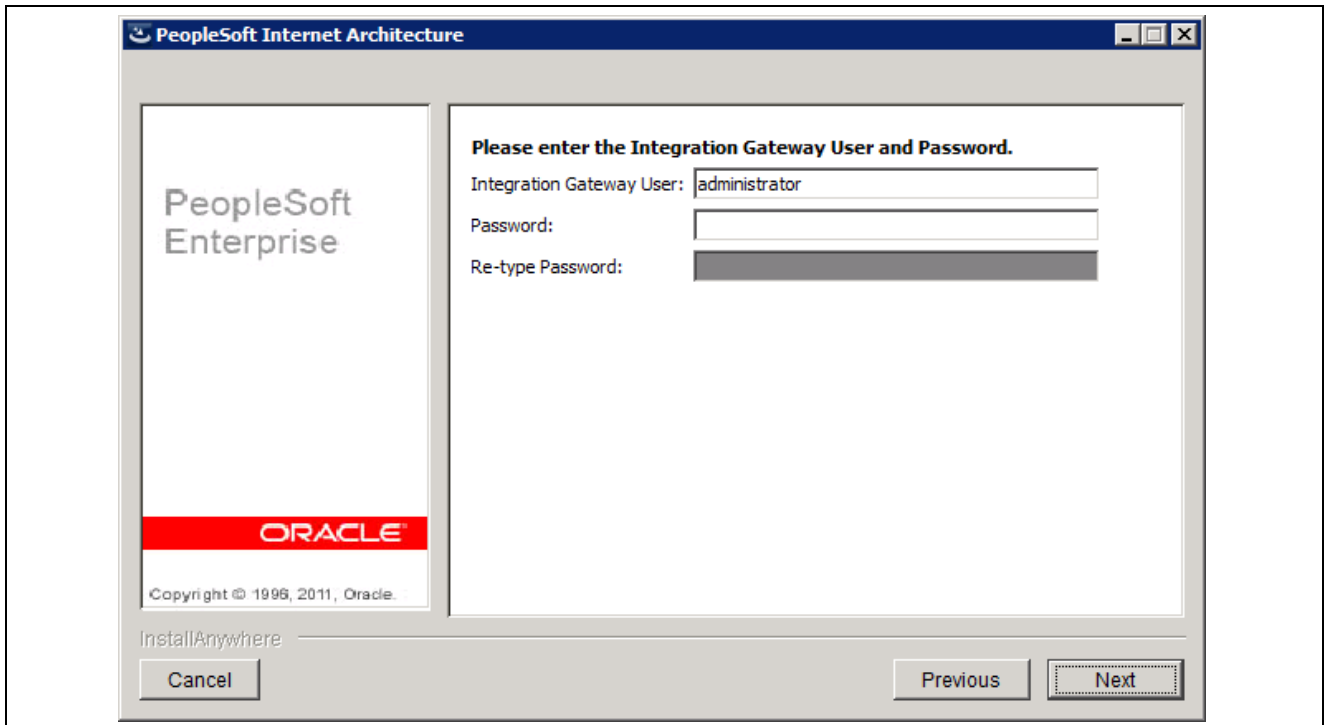 PeopleSoft Internet Architecture
PeopleSoft
Enterprise
ORACLE
Copyright © 1996, 2011, Oracle.
Please enter the Integration Gateway User and Password.
Integration Gateway User: administrator
Password:
Re-type Password:
InstallAnywhere
Cancel
Previous
Next